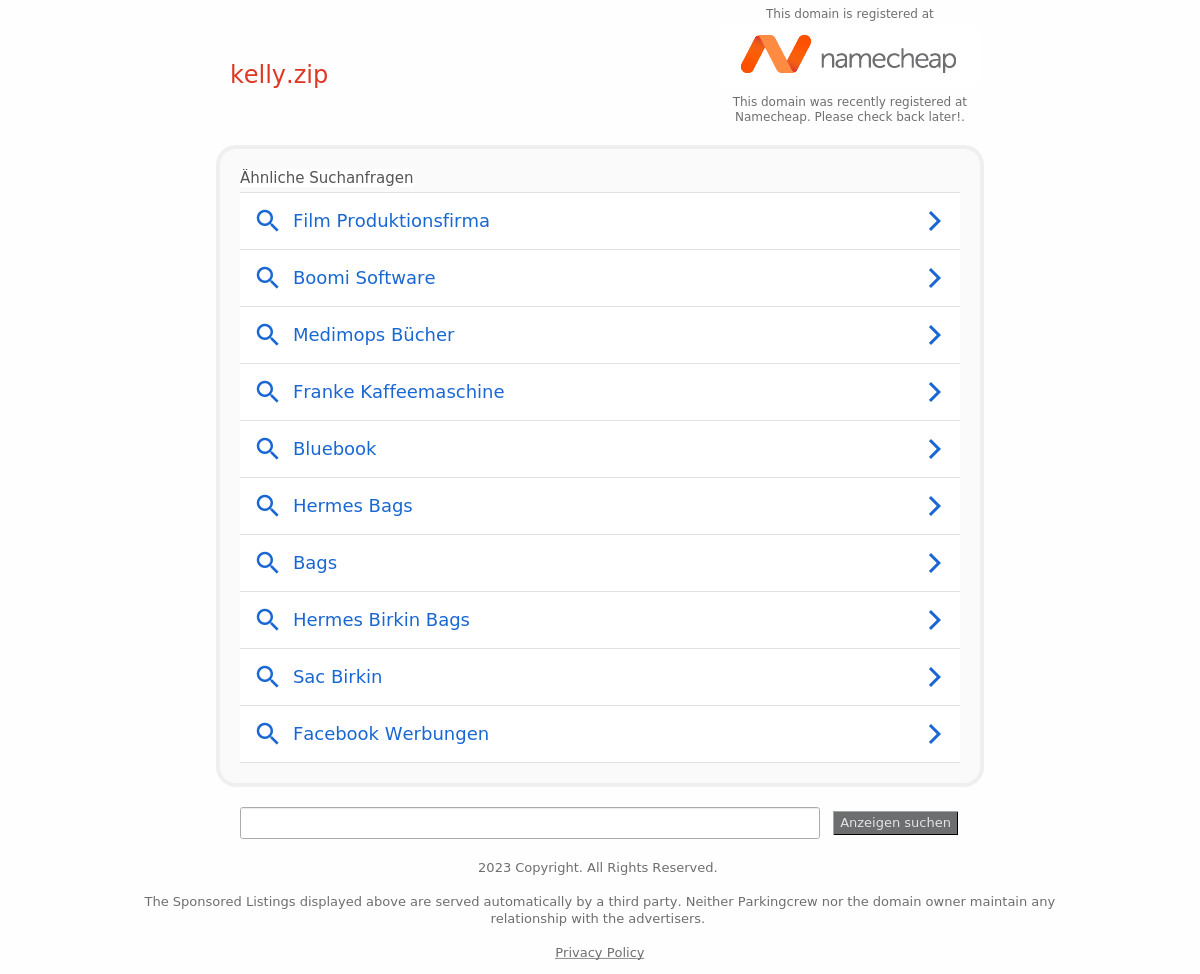 This domain is registered at
namecheap
kelly.zip
This domain was recently registered at
Namecheap. Please check back later!.
Ähnliche Suchanfragen
Film Produktionsfirma
Boomi Software
Medimops Bücher
Franke Kaffeemaschine
Bluebook
Hermes Bags
Bags
Hermes Birkin Bags
Sac Birkin
Facebook Werbungen
Anzeigen suchen
2023 Copyright. All Rights Reserved.
The Sponsored Listings displayed above are served automatically by a third party. Neither Parkingcrew nor the domain owner maintain any
relationship with the advertisers.
Privacy Policy